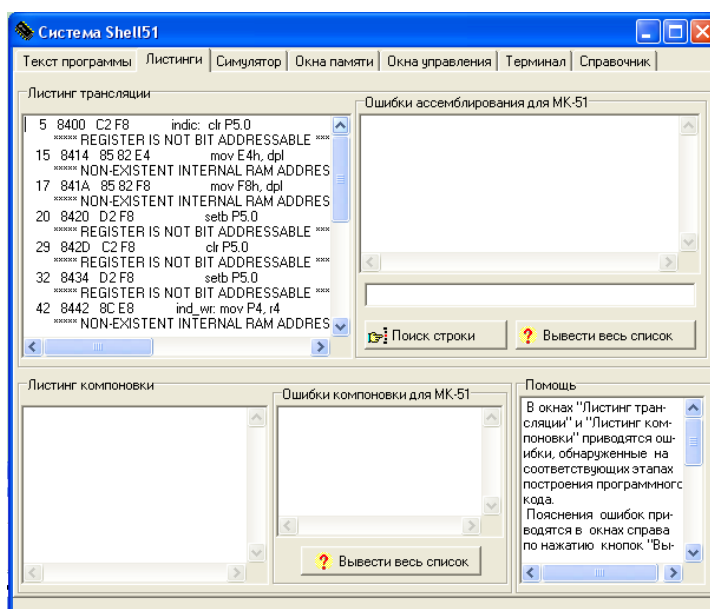 Система Shell51
Текст программы Листинги Симулятор Окна памяти Окна управления Терминал Справочник
Листинг трансляции
5 8400 C2 F8 indic: clr P5.0
***** REGISTER IS NOT BIT ADDRESSABLE ***
15 8414 85 82 E4 mov E4h, dpl
***** NON-EXISTENT INTERNAL RAM ADDRES
17 841A 85 82 F8 mov F8h, dpl
***** NON-EXISTENT INTERNAL RAM ADDRES
20 8420 D2 F8 setb P5.0
***** REGISTER IS NOT BIT ADDRESSABLE ***
29 842D C2 F8 clr P5.0
***** REGISTER IS NOT BIT ADDRESSABLE ***
32 8434 D2 F8 setb P5.0
***** REGISTER IS NOT BIT ADDRESSABLE ***
42 8442 8C E8 ind_wr: mov P4, r4
***** NON-EXISTENT INTERNAL RAM ADDRES
Ошибки ассемблирования для МК-51
Поиск строки
? Вывести весь список
Листинг компоновки
Ошибки компоновки для МК-51
? Вывести весь список
Помощь
В окнах "Листинг тран-
сляции" и "Листинг ком-
поновки" приводятся ош-
ибки, обнаруженные на
соответствующих этапах
построения программного
кода.
Пояснения ошибок при-
водятся в окнах справа
по нажатию кнопок "Вы-